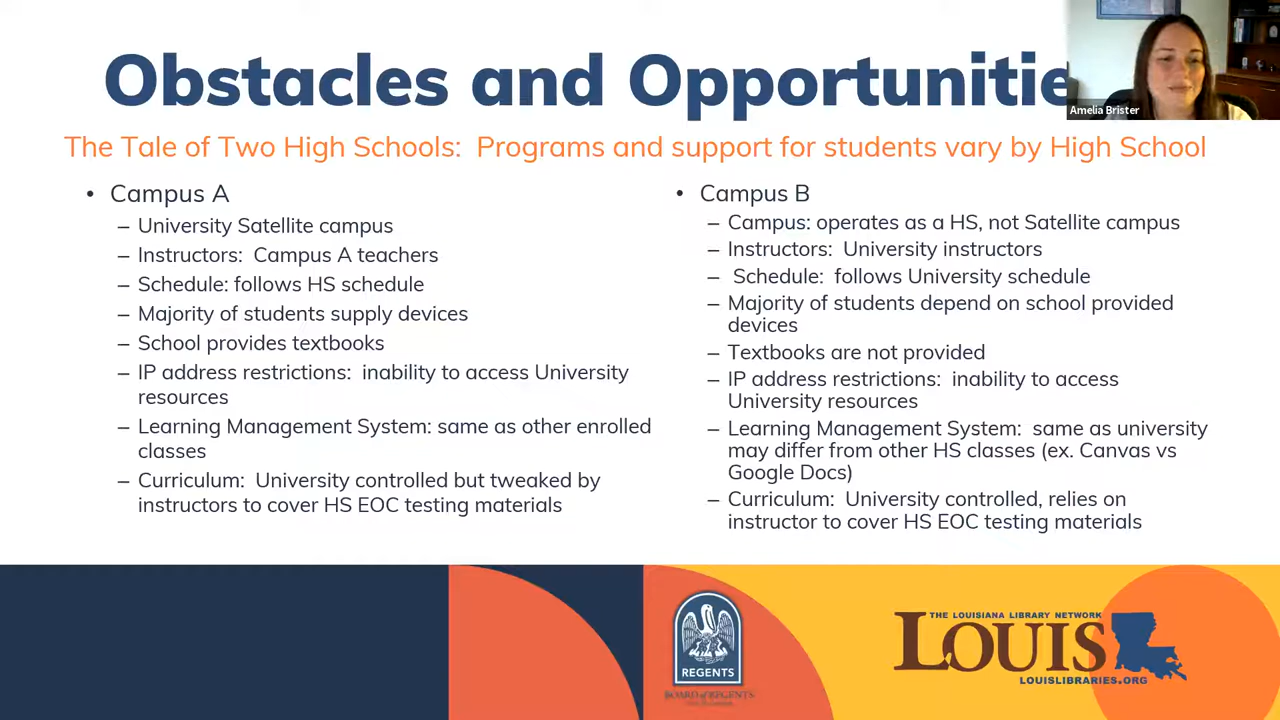 Obstacles and Opportunitie
Amelia Brister
The Tale of Two High Schools: Programs and support for students vary by High School
• Campus A
– University Satellite campus
– Instructors: Campus A teachers
– Schedule: follows HS schedule
– Majority of students supply devices
– School provides textbooks
– IP address restrictions: inability to access University
resources
– Learning Management System: same as other enrolled
classes
– Curriculum: University controlled but tweaked by
instructors to cover HS EOC testing materials
• Campus B
– Campus: operates as a HS, not Satellite campus
– Instructors: University instructors
– Schedule: follows University schedule
– Majority of students depend on school provided
devices
– Textbooks are not provided
– IP address restrictions: inability to access
University resources
– Learning Management System: same as university
may differ from other HS classes (ex. Canvas vs
Google Docs)
– Curriculum: University controlled, relies on
instructor to cover HS EOC testing materials
REGENTS
BOARD of REGENTS
THE LOUISIANA LIBRARY NETWORK
LOUIS
LOUISLIBRARIES.ORG